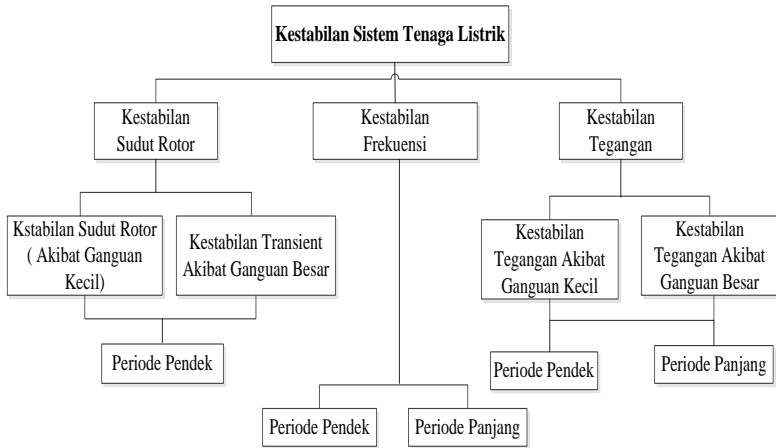 Kestabilan Sistem Tenaga Listrik
Kestabilan
Sudut Rotor
Kestabilan
Frekuensi
Kestabilan
Tegangan
Kstabilan Sudut Rotor
( Akibat Ganguan
Kecil)
Kestabilan Transient
Akibat Ganguan Besar
Kestabilan
Tegangan Akibat
Ganguan Kecil
Kestabilan
Tegangan Akibat
Ganguan Besar
Periode Pendek
Periode Pendek
Periode Panjang
Periode Pendek
Periode Panjang